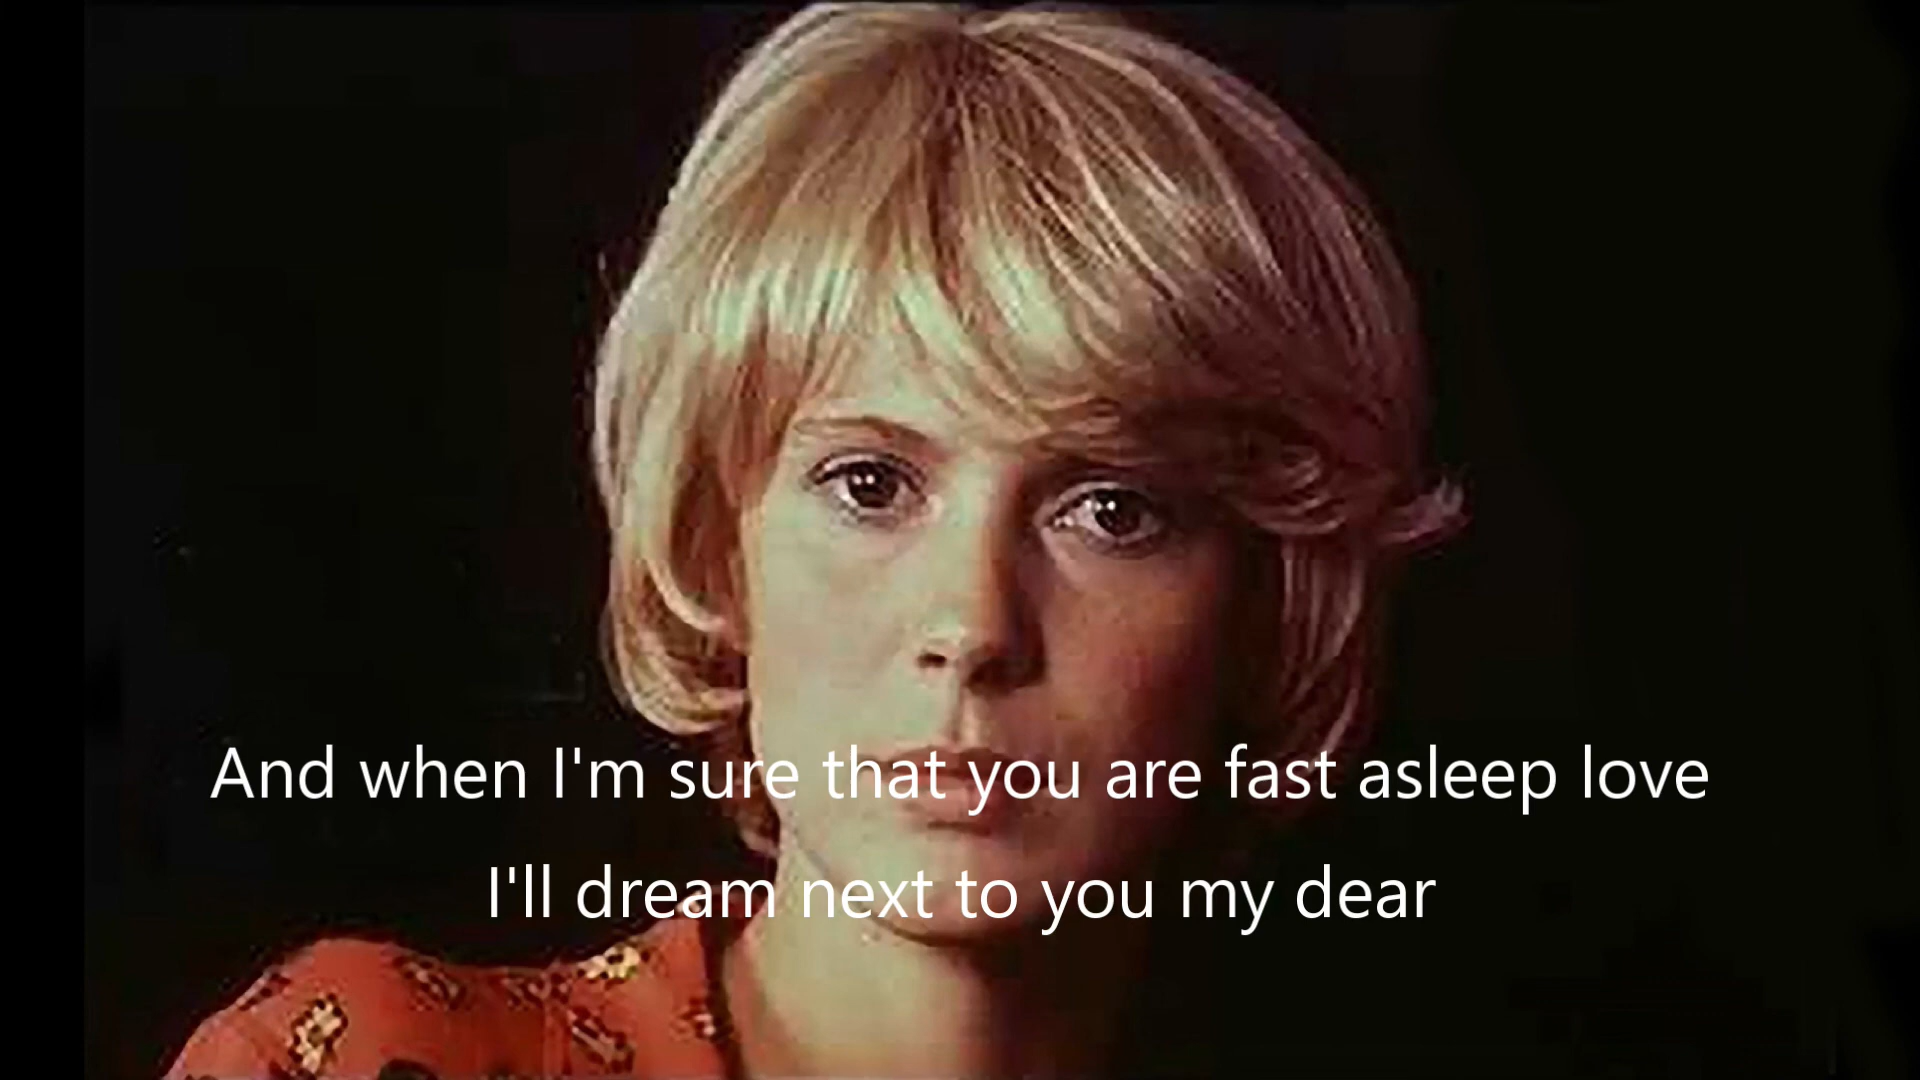 And when I'm sure that you are fast asleep love
I'll dream next to you my dear